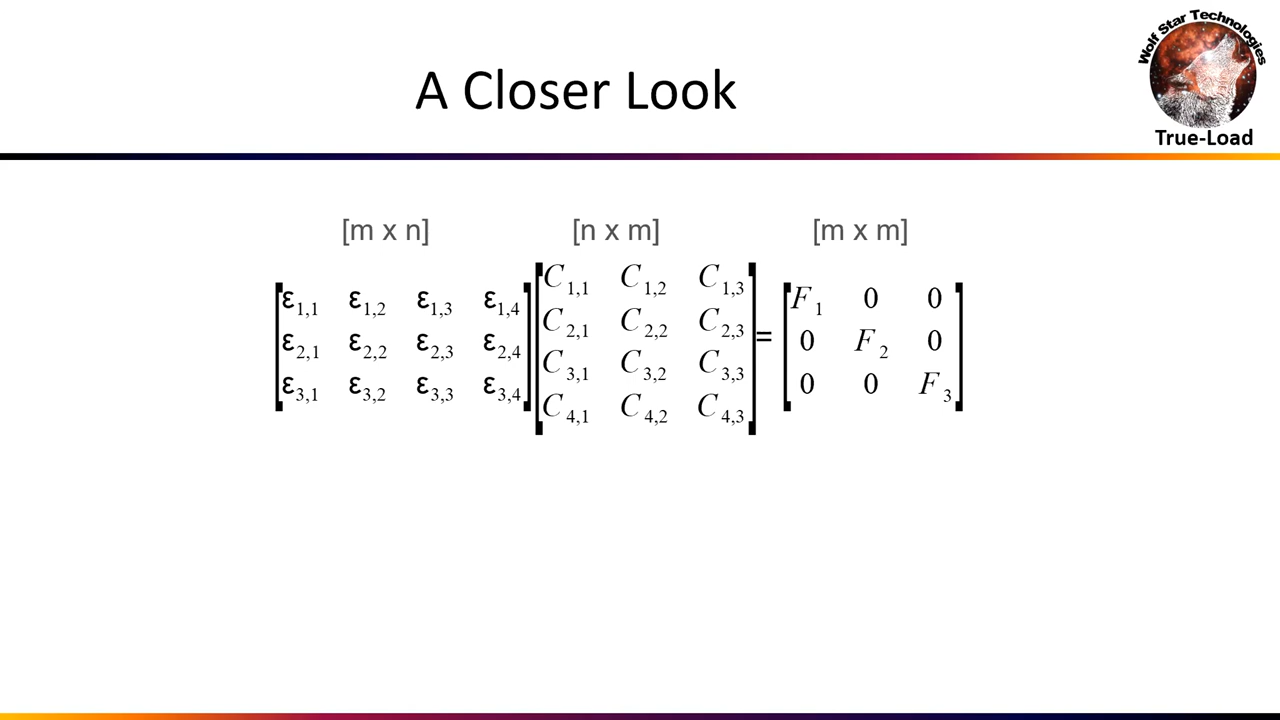 Wolf Star Technologies
A Closer Look
True-Load
[m x n] [n x m] [m x m]
ε1,1 ε1,2 ε1,3 ε1,4
ε2,1 ε2,2 ε2,3 ε2,4
ε3,1 ε3,2 ε3,3 ε3,4
C1,1 C1,2 C1,3
C2,1 C2,2 C2,3
C3,1 C3,2 C3,3
C4,1 C4,2 C4,3
=
F1 0 0
0 F2 0
0 0 F3